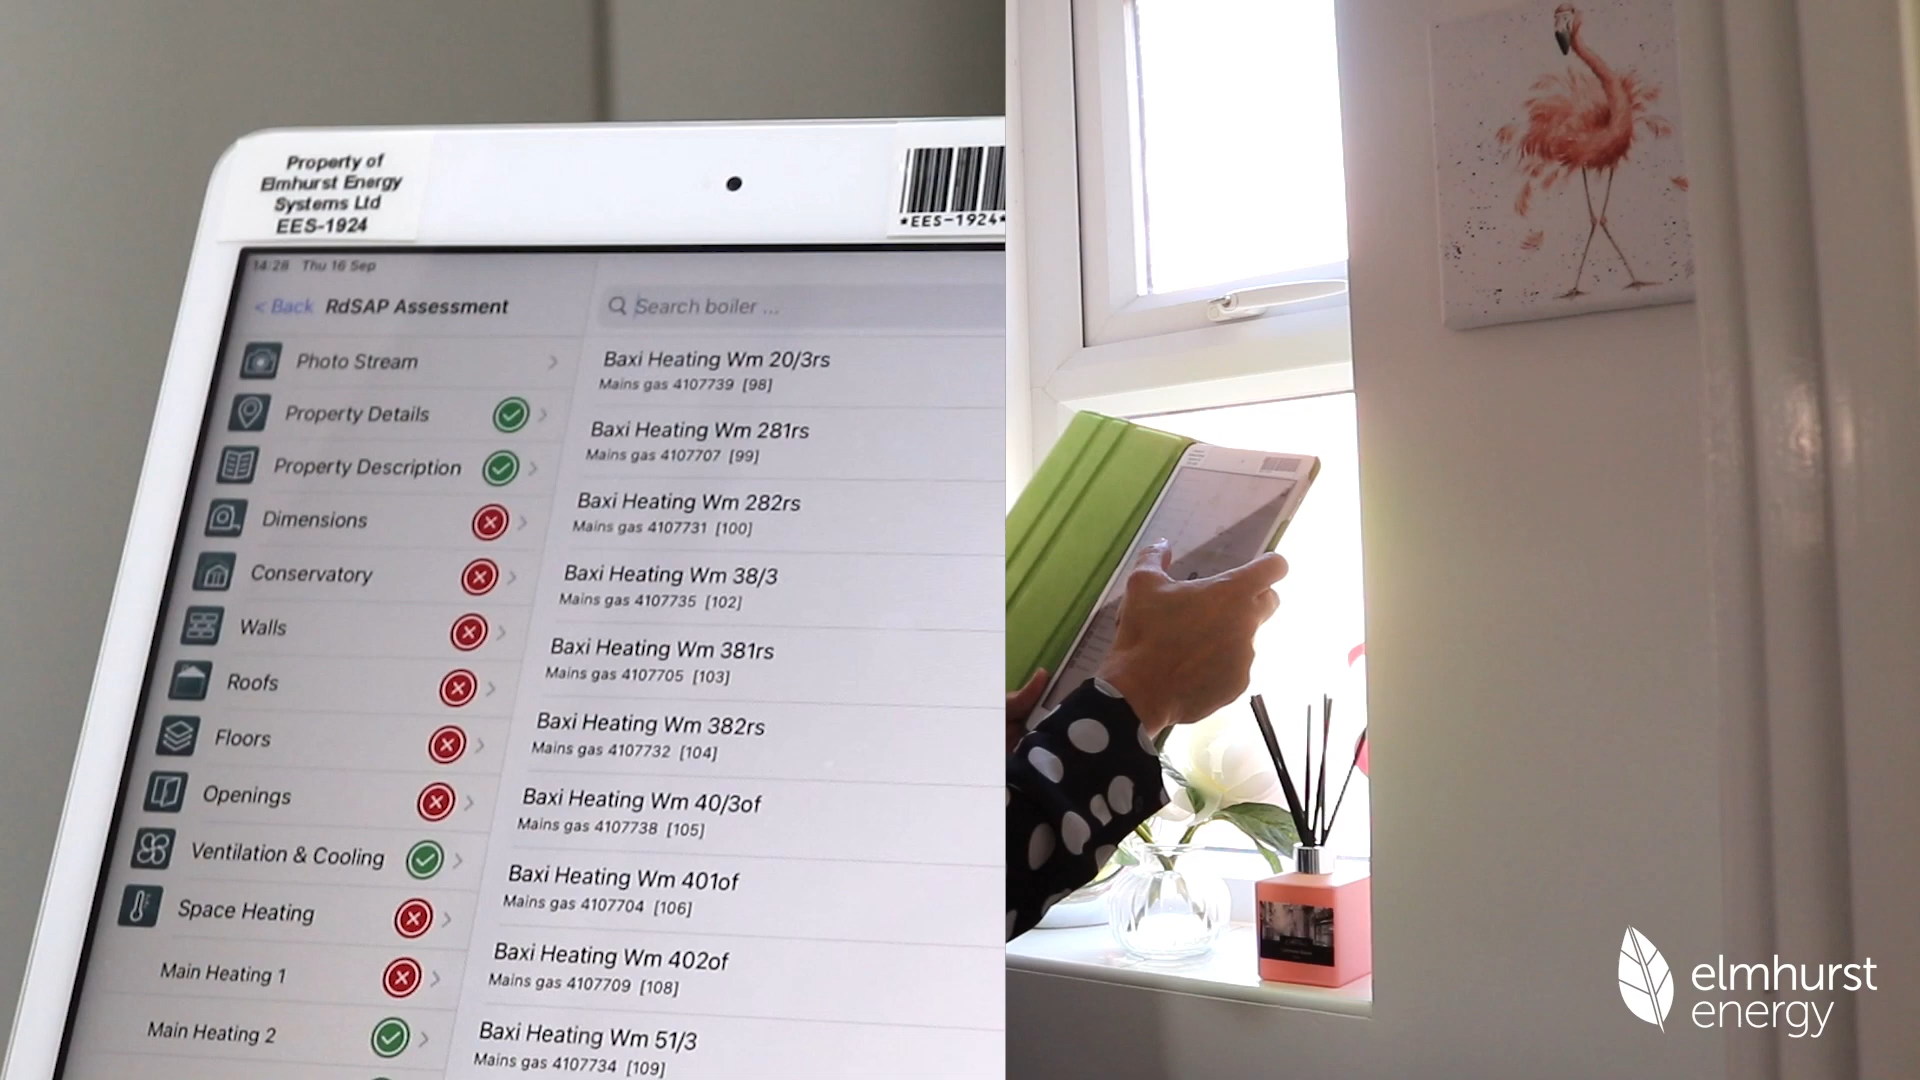 Property of
Elmhurst Energy
Systems Ltd
EES-1924
*EES-1924*
14:28 Thu 16 Sep
< Back RdSAP Assessment
Search boiler ...
Photo Stream
Property Details
Property Description
Dimensions
Conservatory
Walls
Roofs
Floors
Openings
Ventilation & Cooling
Space Heating
Main Heating 1
Main Heating 2
Baxi Heating Wm 20/3rs
Mains gas 4107739 [98]
Baxi Heating Wm 281rs
Mains gas 4107707 [99]
Baxi Heating Wm 282rs
Mains gas 4107731 [100]
Baxi Heating Wm 38/3
Mains gas 4107735 [102]
Baxi Heating Wm 381rs
Mains gas 4107705 [103]
Baxi Heating Wm 382rs
Mains gas 4107732 [104]
Baxi Heating Wm 40/3of
Mains gas 4107738 [105]
Baxi Heating Wm 401of
Mains gas 4107704 [106]
Baxi Heating Wm 402of
Mains gas 4107709 [108]
Baxi Heating Wm 51/3
Mains gas 4107734 [109]
elmhurst
energy